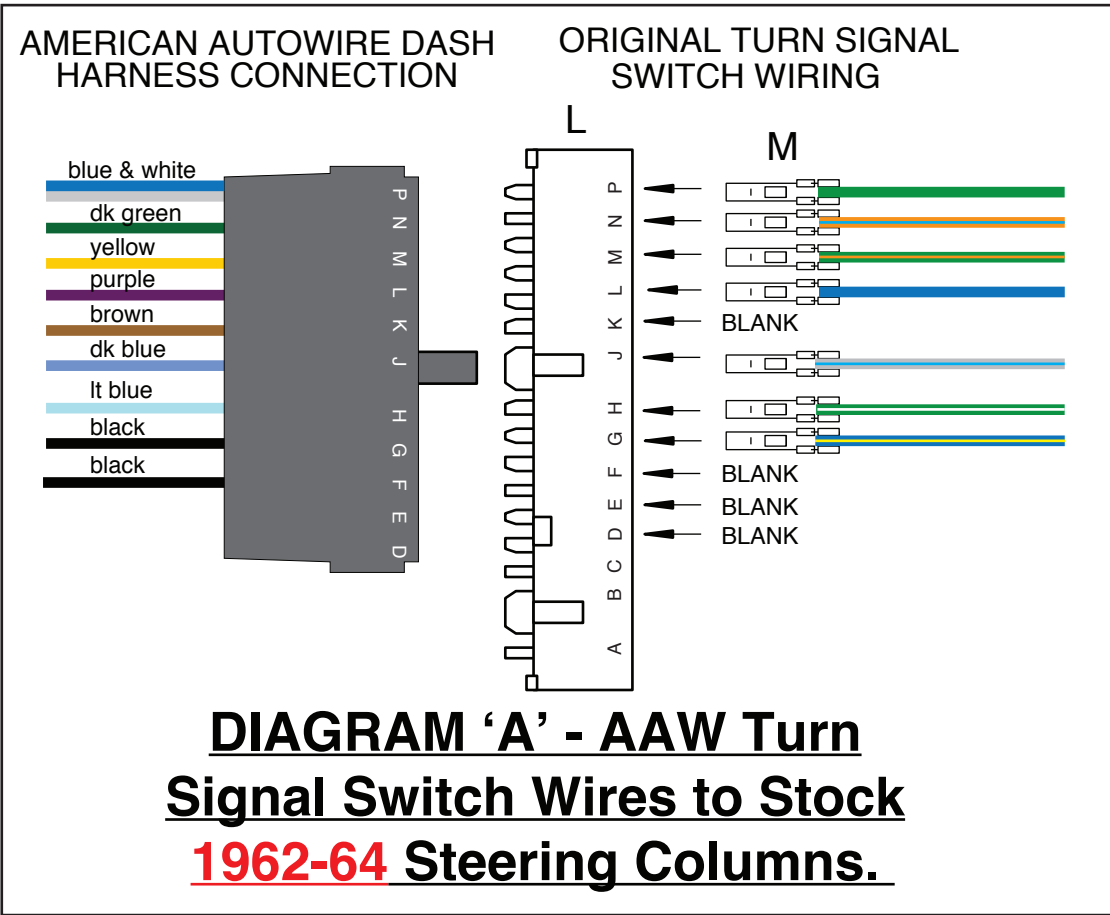 AMERICAN AUTOWIRE DASH
HARNESS CONNECTION
ORIGINAL TURN SIGNAL
SWITCH WIRING
L
M
blue & white
dk green
yellow
purple
brown
dk blue
lt blue
black
black
P
N
M
L
K
J
H
G
F
E
D
P
N
M
L
K
J
H
G
F
E
D
C
B
A
BLANK
BLANK
BLANK
BLANK
DIAGRAM ‘A’ - AAW Turn
Signal Switch Wires to Stock
1962-64 Steering Columns.